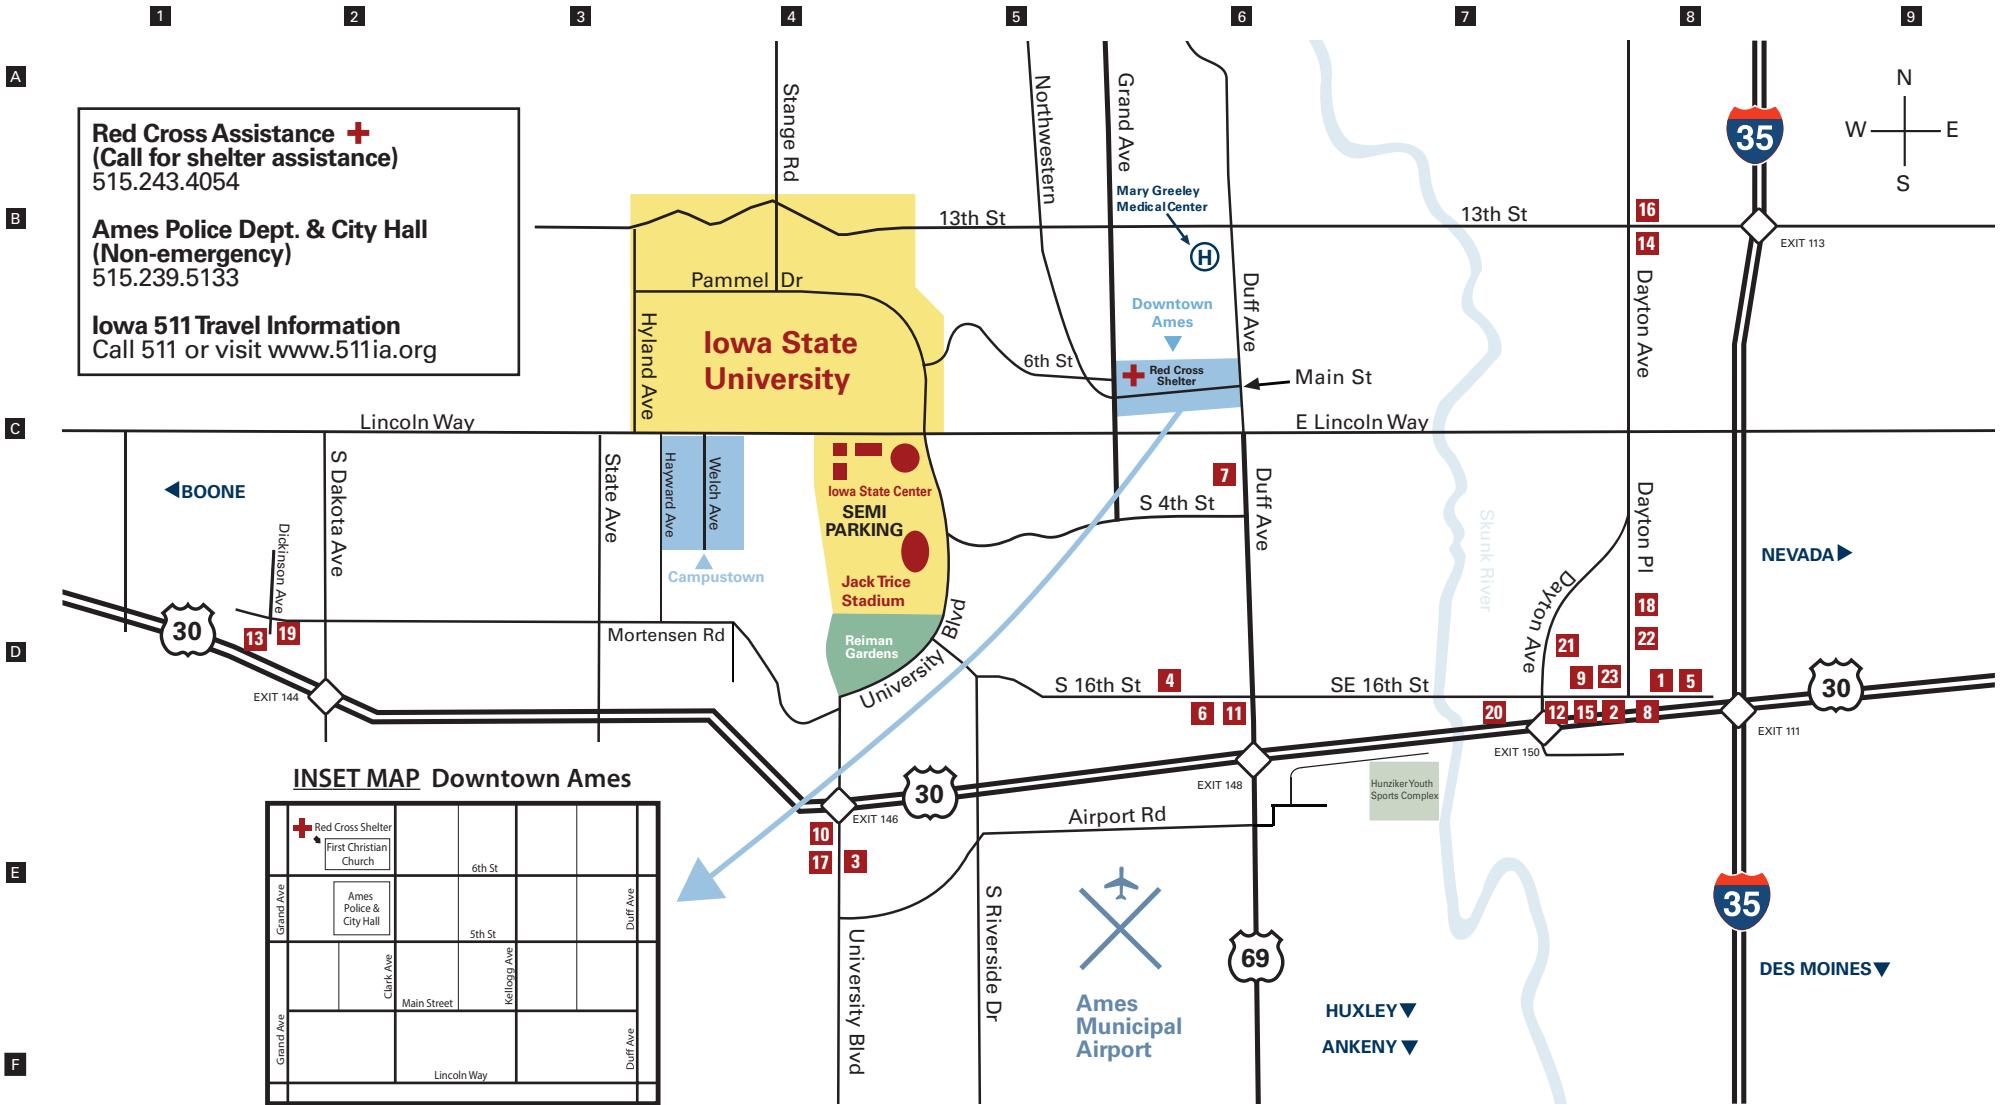 1 2 3 4 5 6 7 8 9
A
B
C
D
E
F
Red Cross Assistance
(Call for shelter assistance)
515.243.4054
Ames Police Dept. & City Hall
(Non-emergency)
515.239.5133
Iowa 511 Travel Information
Call 511 or visit www.511ia.org
Stange Rd
Northwestern
Grand Ave
Mary Greeley
Medical Center
H
35
N
W E
S
13th St
13th St
16
14
EXIT 113
Pammel Dr
Hyland Ave
Iowa State
University
Downtown
Ames
Duff Ave
Dayton Ave
6th St
Red Cross
Shelter
Main St
Lincoln Way
E Lincoln Way
BOONE
S Dakota Ave
Dickinson Ave
State Ave
Hayward Ave
Welch Ave
Campustown
Iowa State Center
SEMI
PARKING
Jack Trice
Stadium
Reiman
Gardens
University Blvd
7
S 4th St
Duff Ave
Skunk River
Dayton Pl
Dayton Ave
NEVADA
30
13
19
Mortensen Rd
EXIT 144
18
22
21
9
23
1
5
S 16th St
4
SE 16th St
6
11
20
12
15
2
8
30
EXIT 150
EXIT 111
EXIT 148
30
EXIT 146
Hunziker Youth
Sports Complex
Airport Rd
10
17
3
University Blvd
S Riverside Dr
Ames
Municipal
Airport
69
35
DES MOINES
HUXLEY
ANKENY
INSET MAP Downtown Ames
Red Cross Shelter
First Christian
Church
6th St
Grand Ave
Ames
Police &
City Hall
Duff Ave
5th St
Clark Ave
Kellogg Ave
Main Street
Grand Ave
Duff Ave
Lincoln Way